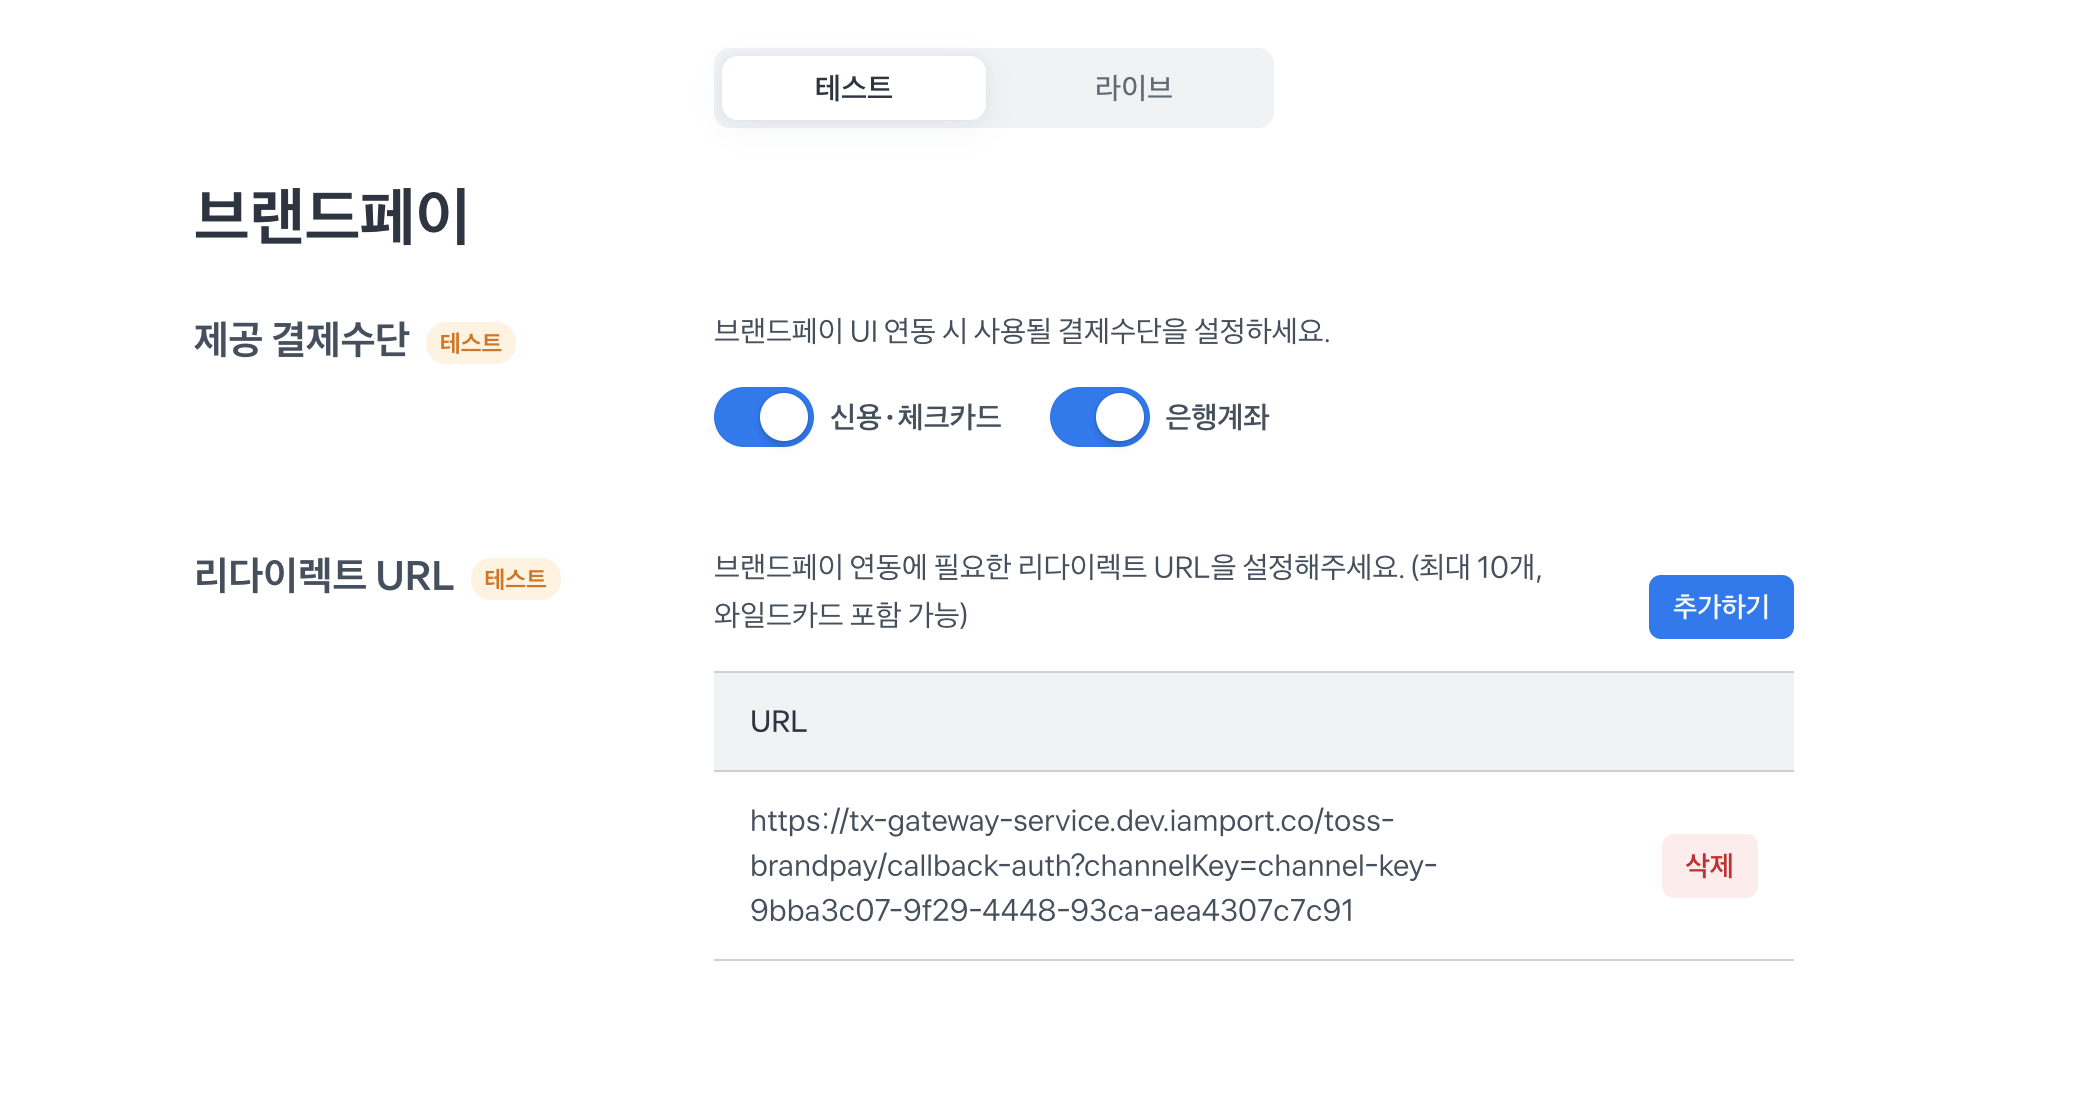 테스트
라이브
브랜드페이
제공 결제수단 테스트
브랜드페이 UI 연동 시 사용될 결제수단을 설정하세요.
신용·체크카드
은행계좌
리다이렉트 URL 테스트
브랜드페이 연동에 필요한 리다이렉트 URL을 설정해주세요. (최대 10개,
와일드카드 포함 가능)
추가하기
URL
https://tx-gateway-service.dev.iamport.co/toss-
brandpay/callback-auth?channelKey=channel-key-
9bba3c07-9f29-4448-93ca-aea4307c7c91
삭제